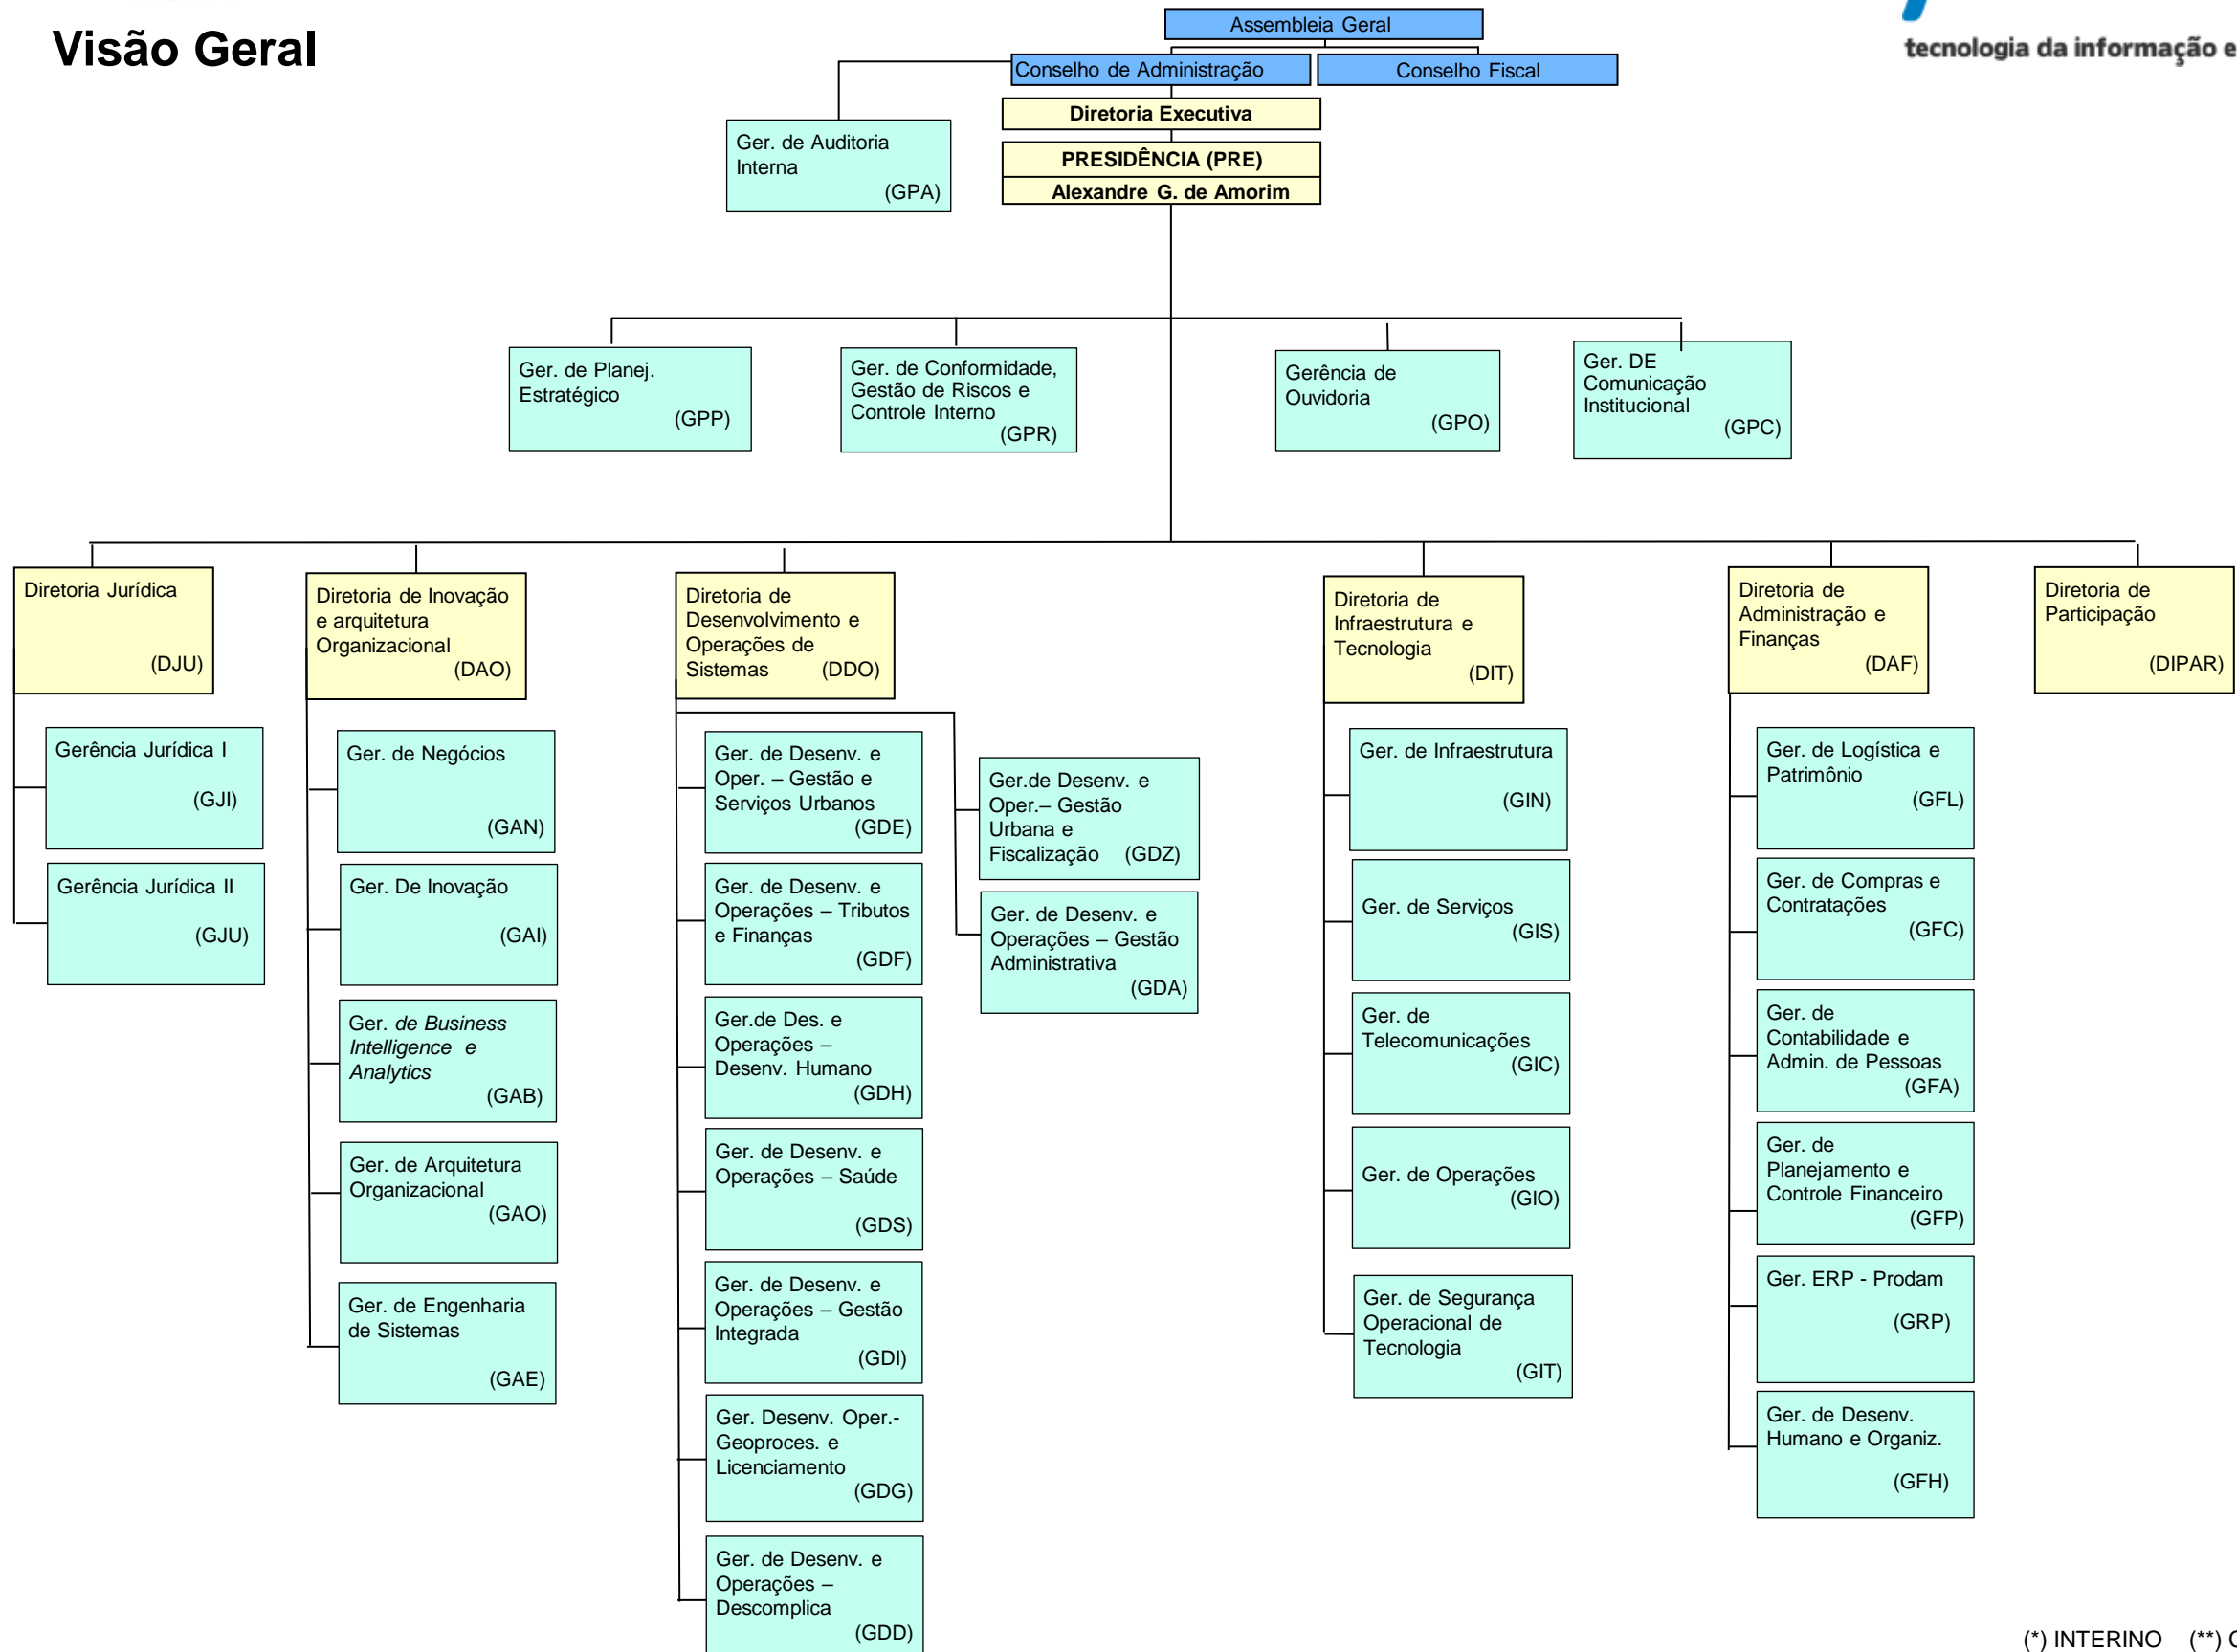 Visão Geral
tecnologia da informação e
Assembleia Geral
Conselho de Administração
Conselho Fiscal
Diretoria Executiva
PRESIDÊNCIA (PRE)
Alexandre G. de Amorim
Ger. de Auditoria
Interna
(GPA)
Ger. de Planej.
Estratégico
(GPP)
Ger. de Conformidade,
Gestão de Riscos e
Controle Interno
(GPR)
Gerência de
Ouvidoria
(GPO)
Ger. DE
Comunicação
Institucional
(GPC)
Diretoria Jurídica
(DJU)
Gerência Jurídica I
(GJI)
Gerência Jurídica II
(GJU)
Diretoria de Inovação
e arquitetura
Organizacional
(DAO)
Ger. de Negócios
(GAN)
Ger. De Inovação
(GAI)
Ger. de Business
Intelligence e
Analytics
(GAB)
Ger. de Arquitetura
Organizacional
(GAO)
Ger. de Engenharia
de Sistemas
(GAE)
Diretoria de
Desenvolvimento e
Operações de
Sistemas (DDO)
Ger. de Desenv. e
Oper. – Gestão e
Serviços Urbanos
(GDE)
Ger. de Desenv. e
Operações – Tributos
e Finanças
(GDF)
Ger.de Des. e
Operações –
Desenv. Humano
(GDH)
Ger. de Desenv. e
Operações – Saúde
(GDS)
Ger. de Desenv. e
Operações – Gestão
Integrada
(GDI)
Ger. Desenv. Oper.-
Geoproces. e
Licenciamento
(GDG)
Ger. de Desenv. e
Operações –
Descomplica
(GDD)
Ger.de Desenv. e
Oper.– Gestão
Urbana e
Fiscalização (GDZ)
Ger. de Desenv. e
Operações – Gestão
Administrativa
(GDA)
Diretoria de
Infraestrutura e
Tecnologia
(DIT)
Ger. de Infraestrutura
(GIN)
Ger. de Serviços
(GIS)
Ger. de
Telecomunicações
(GIC)
Ger. de Operações
(GIO)
Ger. de Segurança
Operacional de
Tecnologia
(GIT)
Diretoria de
Administração e
Finanças
(DAF)
Ger. de Logística e
Patrimônio
(GFL)
Ger. de Compras e
Contratações
(GFC)
Ger. de
Contabilidade e
Admin. de Pessoas
(GFA)
Ger. de
Planejamento e
Controle Financeiro
(GFP)
Ger. ERP - Prodam
(GRP)
Ger. de Desenv.
Humano e Organiz.
(GFH)
Diretoria de
Participação
(DIPAR)
(*) INTERINO (**)